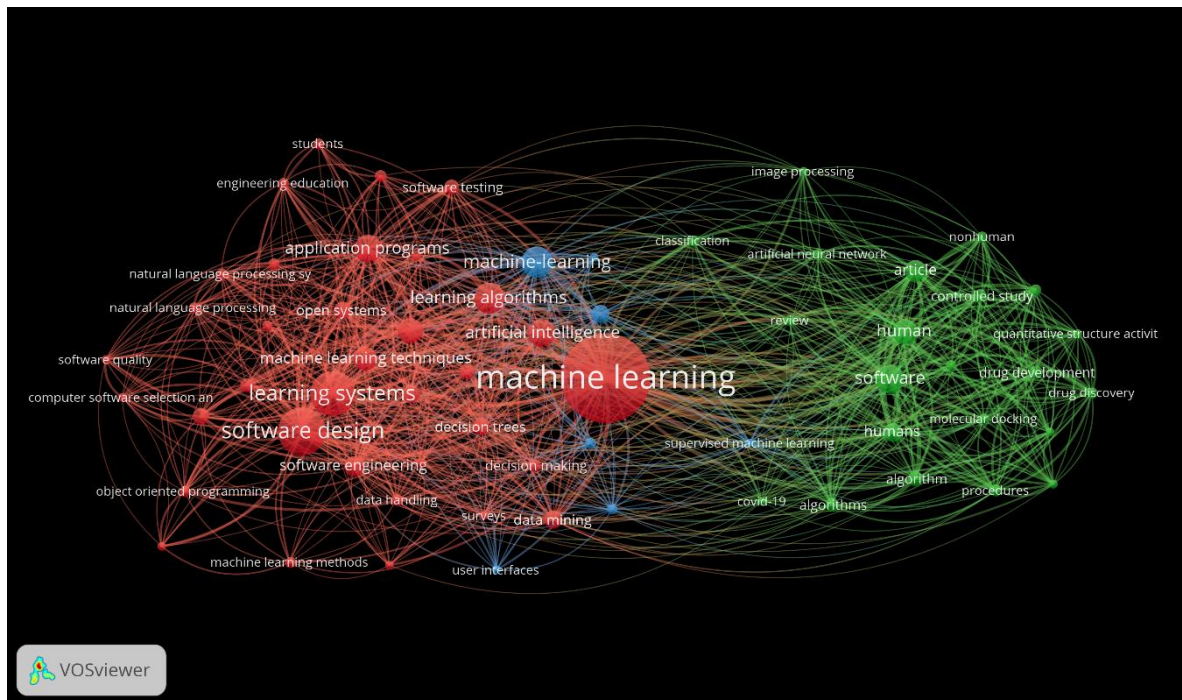 students
image processing
engineering education
software testing
nonhuman
classification
application programs
artificial neural network
machine-learning
article
natural language processing sy
controlled study
learning algorithms
natural language processing
open systems
review
human
artificial intelligence
quantitative structure activit
software quality
machine learning techniques
drug development
machine learning
software
learning systems
drug discovery
computer software selection an
molecular docking
decision trees
software design
humans
supervised machine learning
software engineering
decision making
algorithm
object oriented programming
procedures
data handling
covid-19
algorithms
surveys
data mining
machine learning methods
user interfaces
VOSviewer